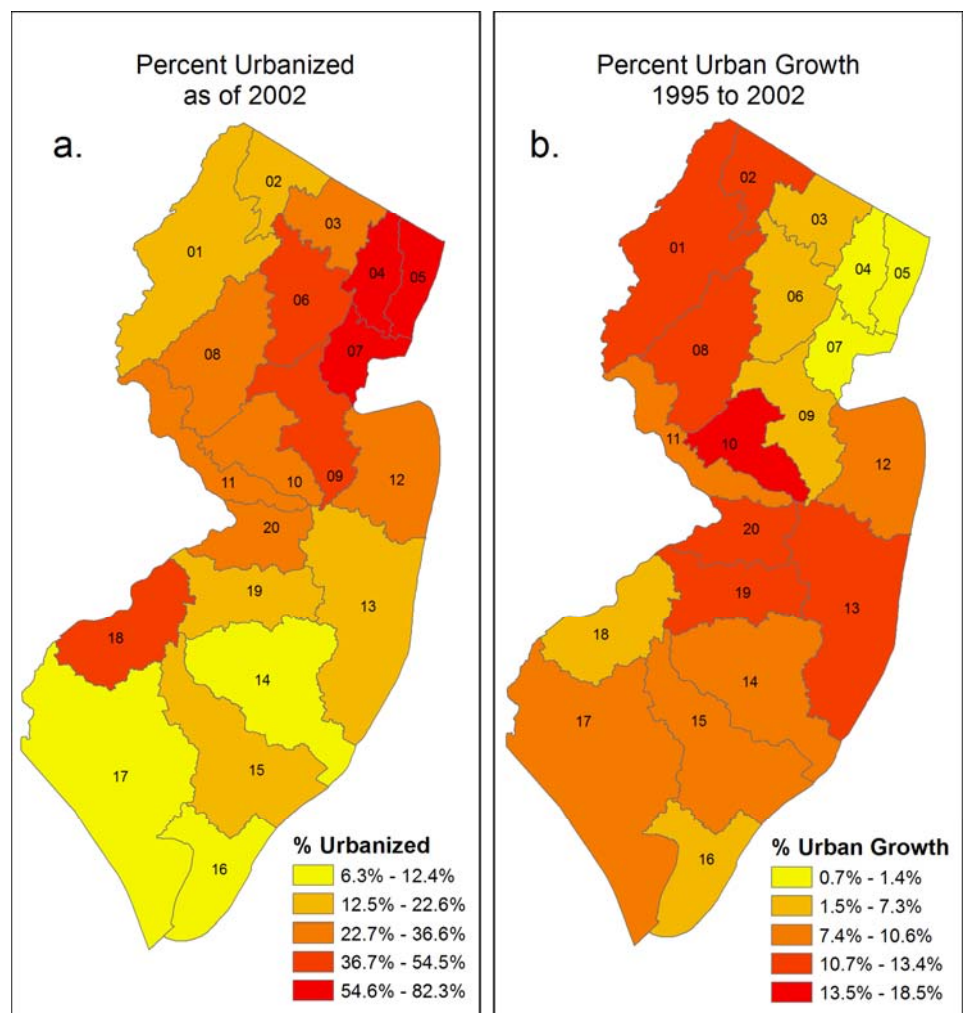 Percent Urbanized
as of 2002
a.
02
03
01
04
05
06
07
08
09
10
11
12
20
19
13
18
14
17
15
16
% Urbanized
6.3% - 12.4%
12.5% - 22.6%
22.7% - 36.6%
36.7% - 54.5%
54.6% - 82.3%
Percent Urban Growth
1995 to 2002
b.
02
03
01
04
05
06
07
08
09
10
11
12
20
19
13
18
14
17
15
16
% Urban Growth
0.7% - 1.4%
1.5% - 7.3%
7.4% - 10.6%
10.7% - 13.4%
13.5% - 18.5%